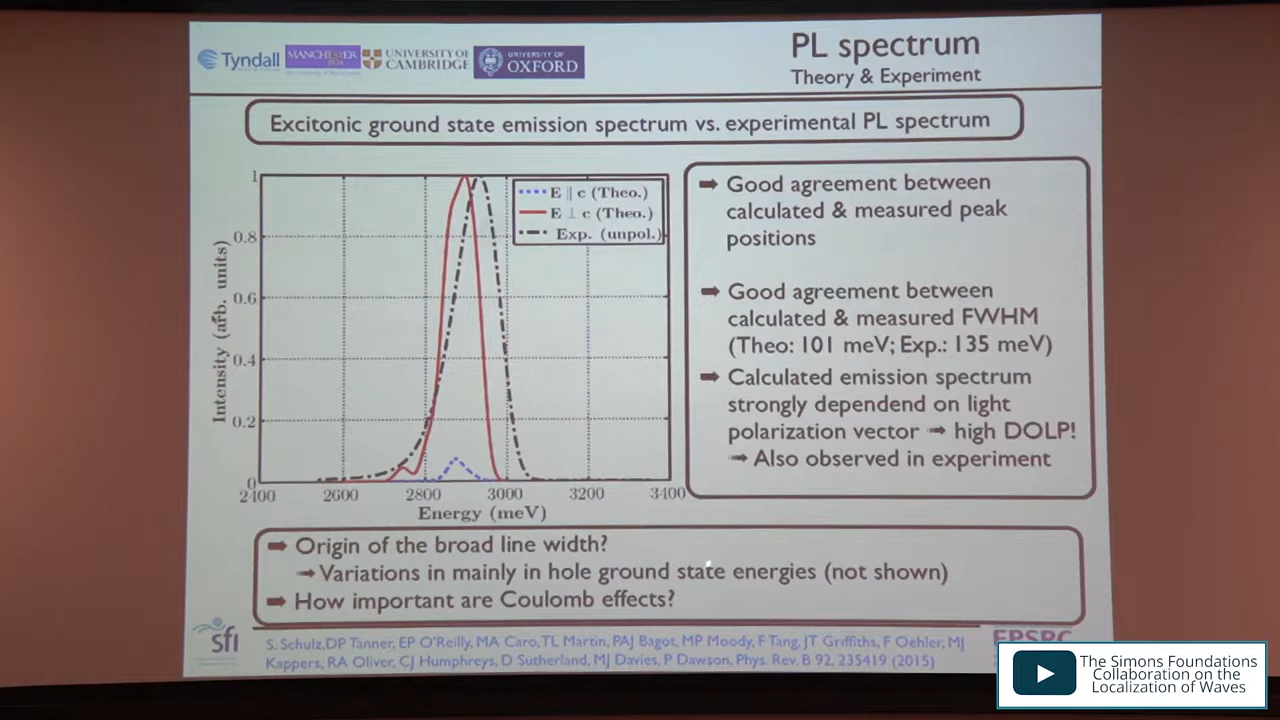 Tyndall
MANCHESTER
1824
UNIVERSITY OF
CAMBRIDGE
UNIVERSITY OF
OXFORD
PL spectrum
Theory & Experiment
Excitonic ground state emission spectrum vs. experimental PL spectrum
1
0.8
0.6
0.4
0.2
0
Intensity (arb. units)
E || c (Theo.)
E ⊥ c (Theo.)
Exp. (unpol.)
2400 2600 2800 3000 3200 3400
Energy (meV)
➡ Good agreement between
calculated & measured peak
positions
➡ Good agreement between
calculated & measured FWHM
(Theo: 101 meV; Exp.: 135 meV)
➡ Calculated emission spectrum
strongly dependend on light
polarization vector ➡ high DOLP!
➡ Also observed in experiment
➡ Origin of the broad line width?
➡ Variations in mainly in hole ground state energies (not shown)
➡ How important are Coulomb effects?
sfi
S. Schulz, DP Tanner, EP O'Reilly, MA Caro, TL Martin, PAJ Bagot, MP Moody, F Tang, JT Griffiths, F Oehler, MJ
Kappers, RA Oliver, CJ Humphreys, D Sutherland, MJ Davies, P Dawson, Phys. Rev. B 92, 235419 (2015)
EPSRC
The Simons Foundations
Collaboration on the
Localization of Waves